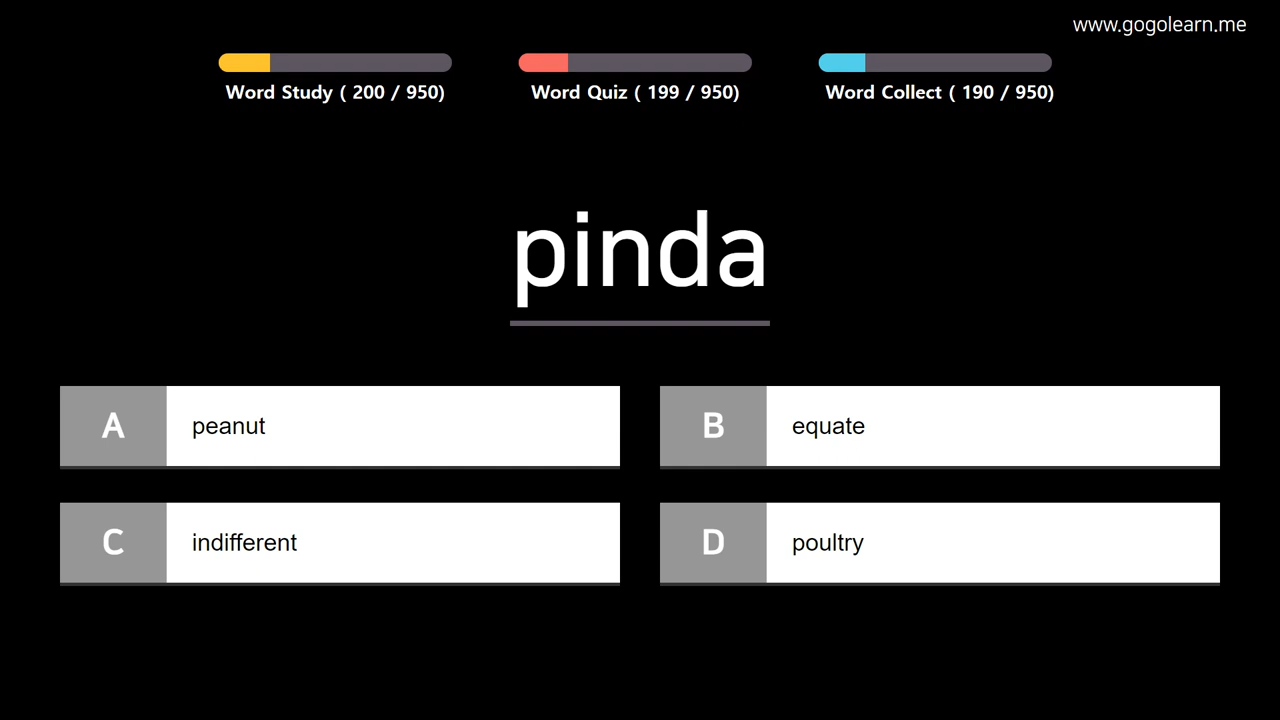 www.gogolearn.me
Word Study ( 200 / 950)
Word Quiz ( 199 / 950)
Word Collect ( 190 / 950)
pinda
A peanut
B equate
C indifferent
D poultry